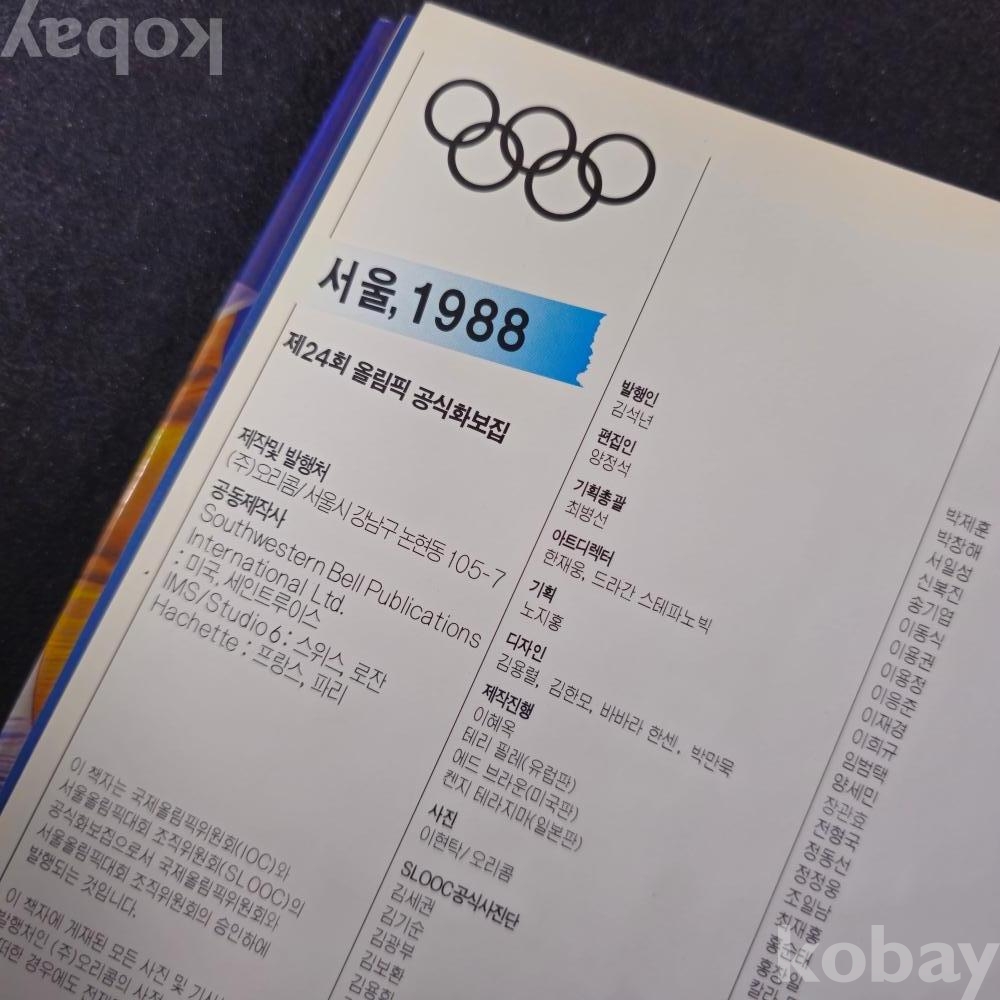 kobay
서울, 1988
제24회 올림픽 공식화보집
제작및 발행처
(주)오리콤/서울시 강남구 논현동 105-7
공동제작사
Southwestern Bell Publications
International Ltd.
: 미국, 세인트루이스
IMS/Studio 6 : 스위스, 로잔
Hachette : 프랑스, 파리
이 책자는 국제올림픽위원회(IOC)와
서울올림픽대회 조직위원회(SLOOC)의
공식화보집으로서 국제올림픽위원회와
서울올림픽대회 조직위원회의 승인하에
발행되는 것입니다.
이 책자에 게재된 모든 사진 및
발행처인 (주)오리콤의 사전
떠한 경우에도
발행인
김석년
편집인
양정석
기획총괄
최병선
아트디렉터
한재웅, 드라간 스테파노빅
기획
노지홍
디자인
김용렬, 김한모, 바바라 한센, 박만묵
제작진행
이혜옥
테리 필레(유럽판)
에드 브라운(미국판)
켄지 테라지마(일본판)
사진
이현탁/오리콤
SLOOC공식사진단
김세권
김기순
김광부
김보환
김용희
박제훈
박창해
서일성
신복진
송기엽
이동식
이웅권
이웅정
이응준
이재경
이희규
임범택
양세민
장관호
전형국
정동선
정정웅
조일남
최재룡
kobay